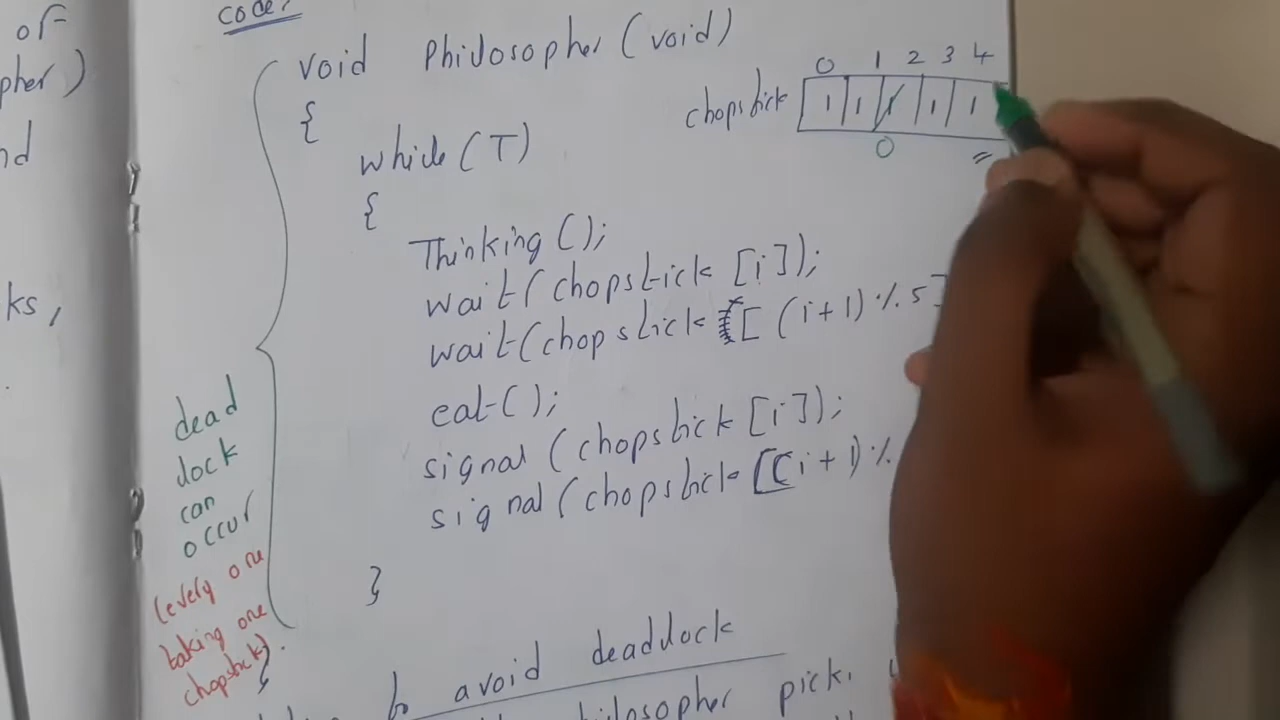 of
pher)
nd
ks,
code:
void Philosopher (void)
{
while (T)
{
Thinking ();
wait (chopstick [i]);
wait (chopstick [(i+1) % 5]
eat ();
signal (chopstick [i]);
signal (chopstick [(i+1) %
}
}
chopstick
0 1 2 3 4
1 1 1 1 1
0
dead
lock
can
occur
(every one
taking one
chopstick).
to avoid deadlock
philosopher pick